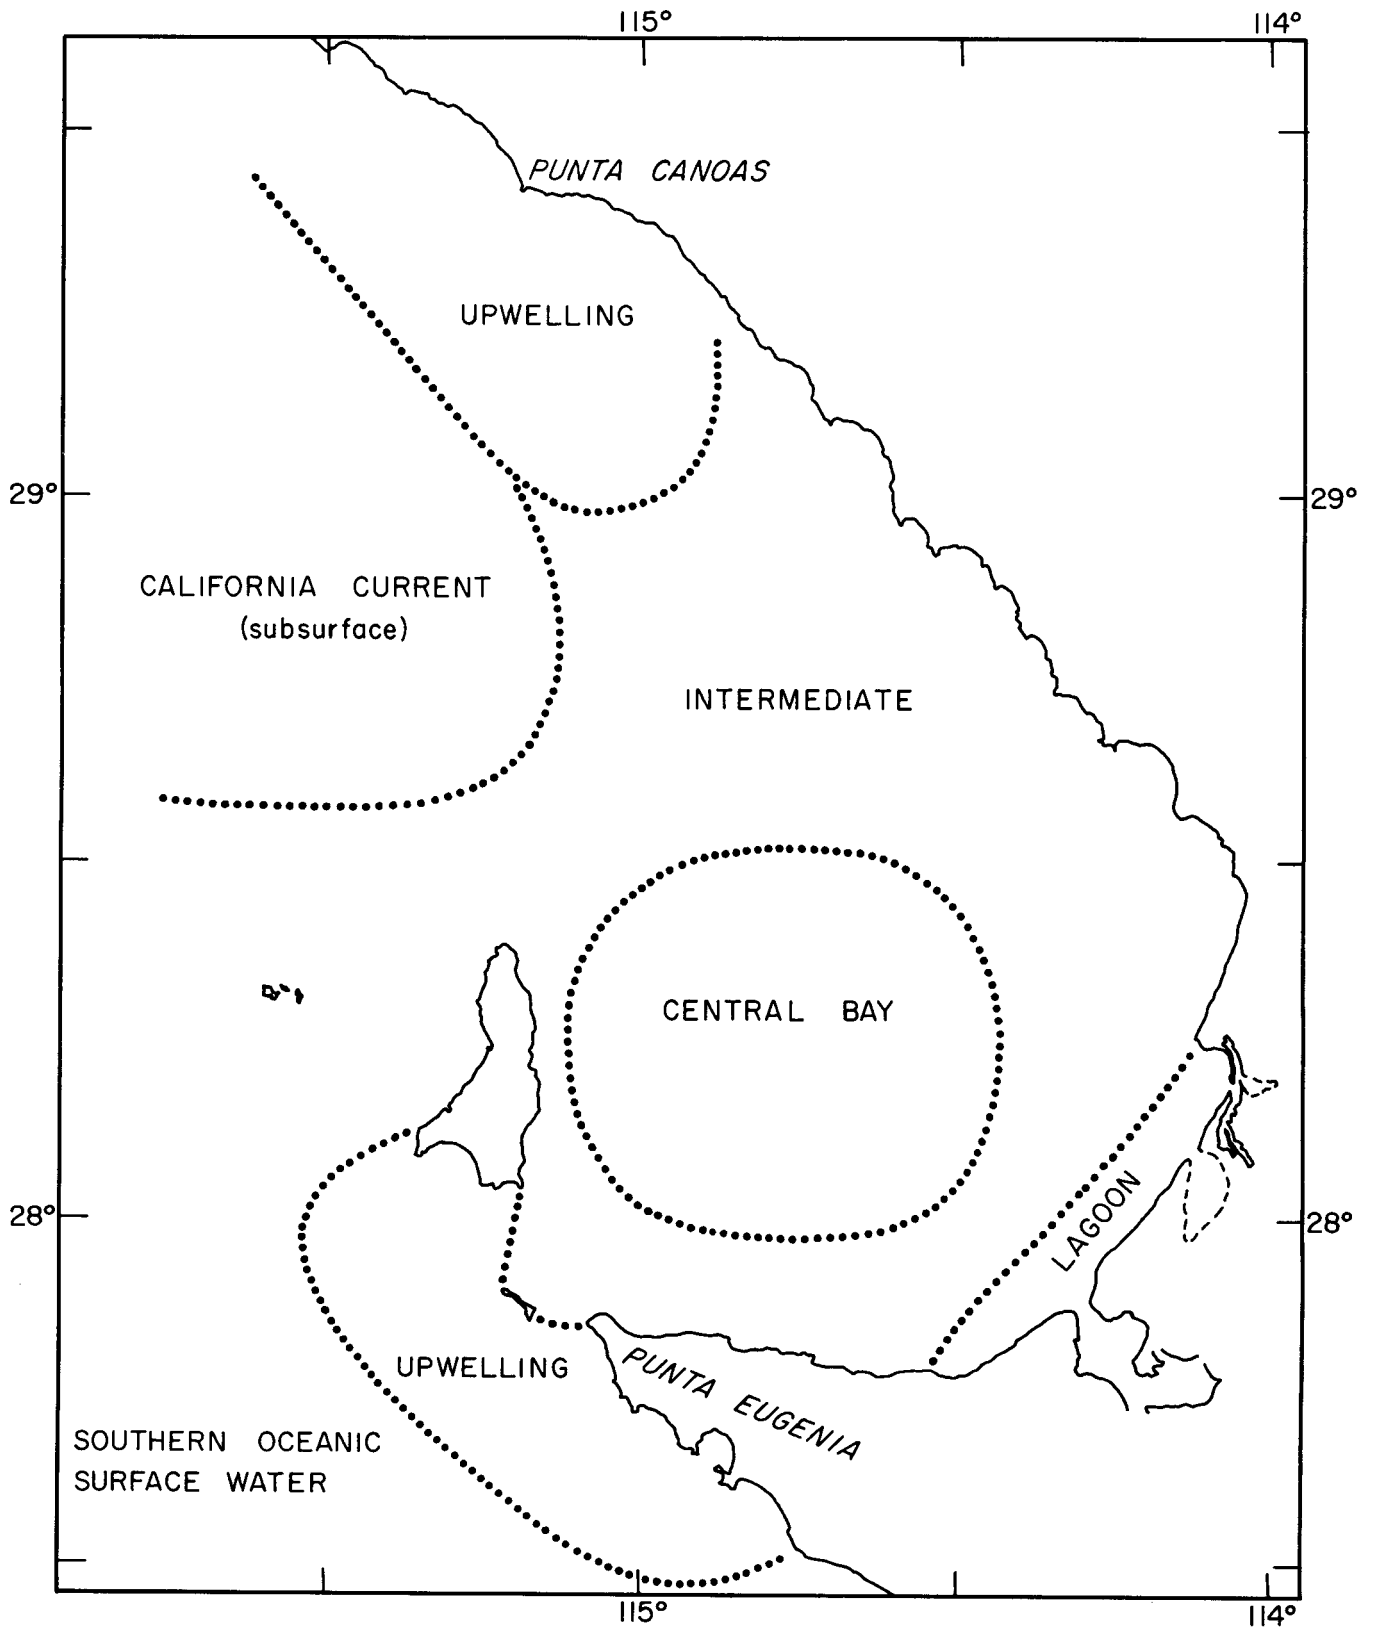 115° 114°
PUNTA CANOAS
UPWELLING
29° 29°
CALIFORNIA CURRENT
(subsurface)
INTERMEDIATE
CENTRAL BAY
LAGOON
28° 28°
UPWELLING
PUNTA EUGENIA
SOUTHERN OCEANIC
SURFACE WATER
115° 114°